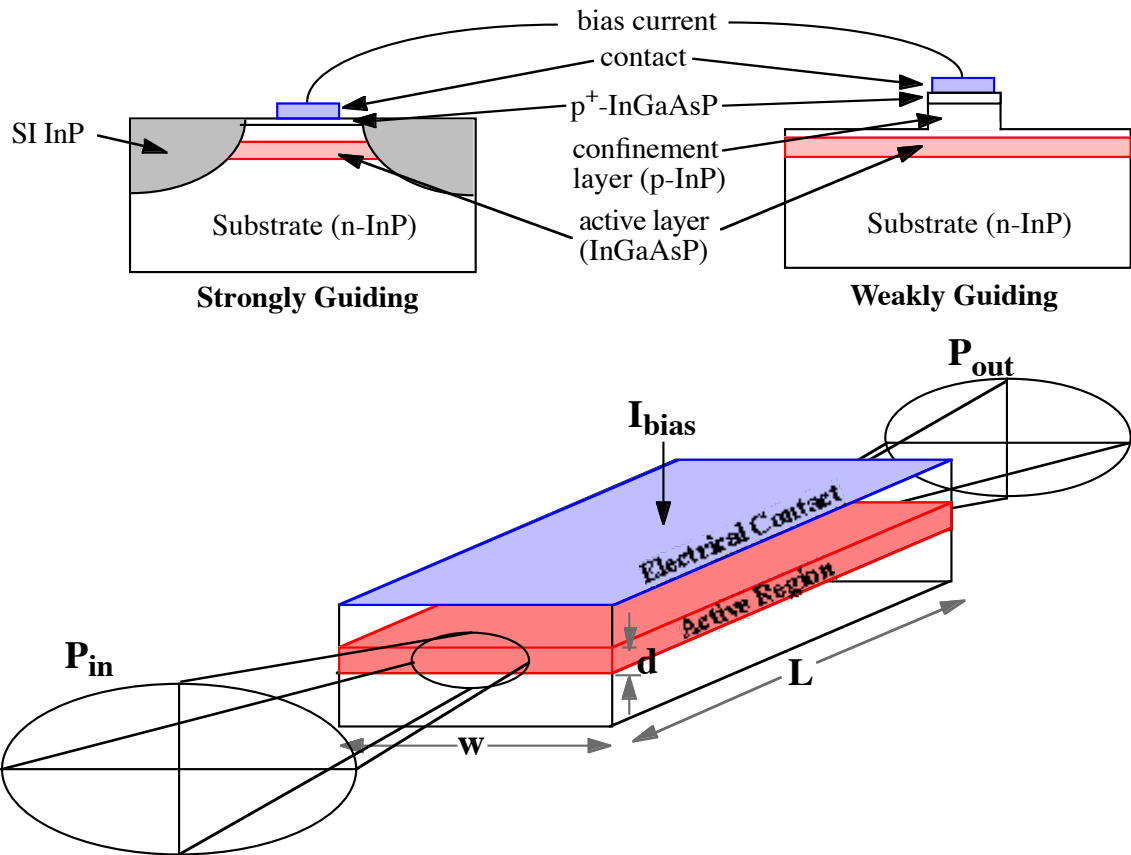 bias current
contact
p+-InGaAsP
SI InP
confinement
layer (p-InP)
active layer
(InGaAsP)
Substrate (n-InP)
Substrate (n-InP)
Strongly Guiding
Weakly Guiding
Pout
Ibias
Electrical Contact
Active Region
Pin
d
L
w